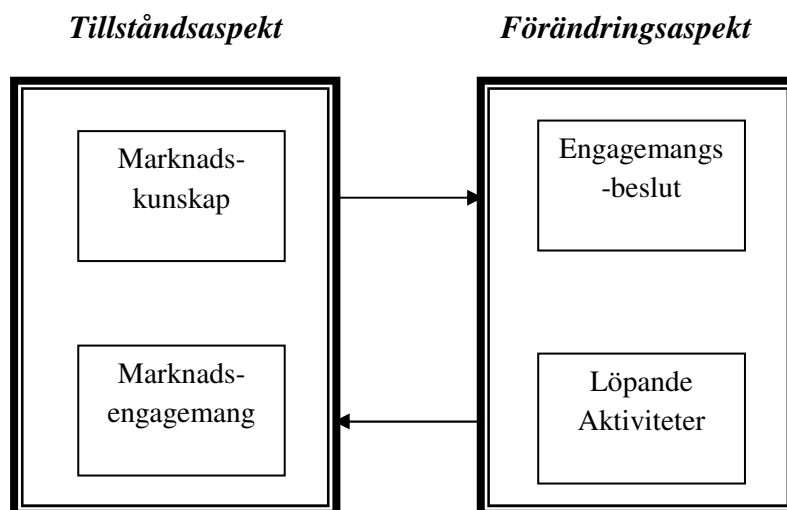 Tillståndsaspekt
Förändringsaspekt
Marknads-
kunskap
Engagemangs
-beslut
Marknads-
engagemang
Löpande
Aktiviteter